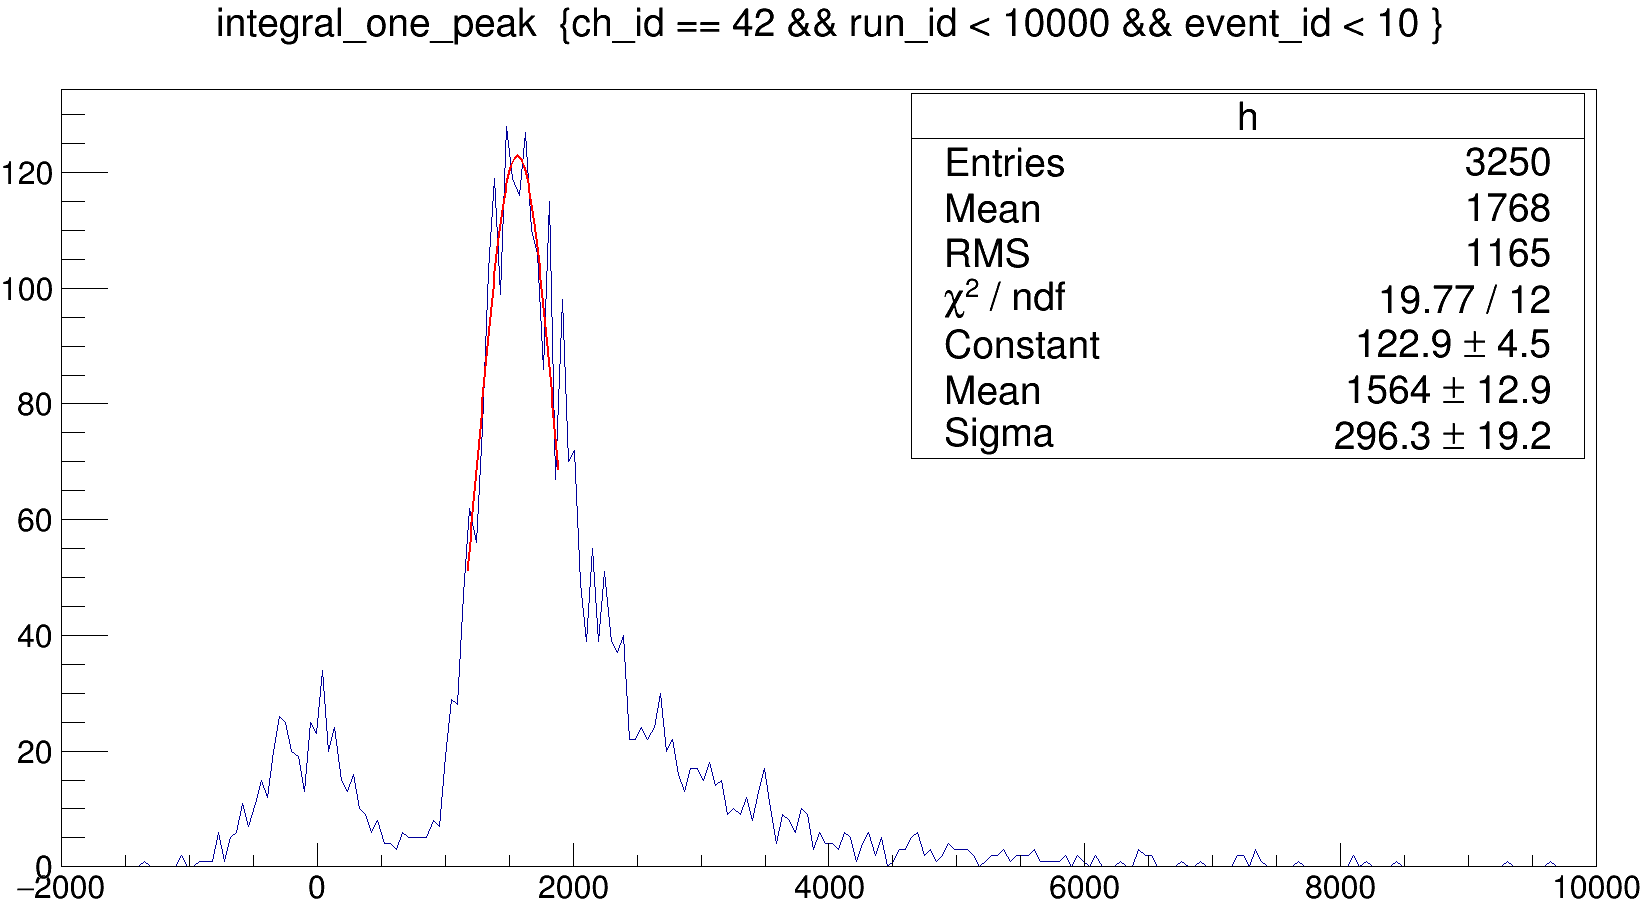 integral_one_peak {ch_id == 42 && run_id < 10000 && event_id < 10 }
h
Entries 3250
Mean 1768
RMS 1165
χ² / ndf 19.77 / 12
Constant 122.9 ± 4.5
Mean 1564 ± 12.9
Sigma 296.3 ± 19.2
120
100
80
60
40
20
0
−2000 0 2000 4000 6000 8000 10000